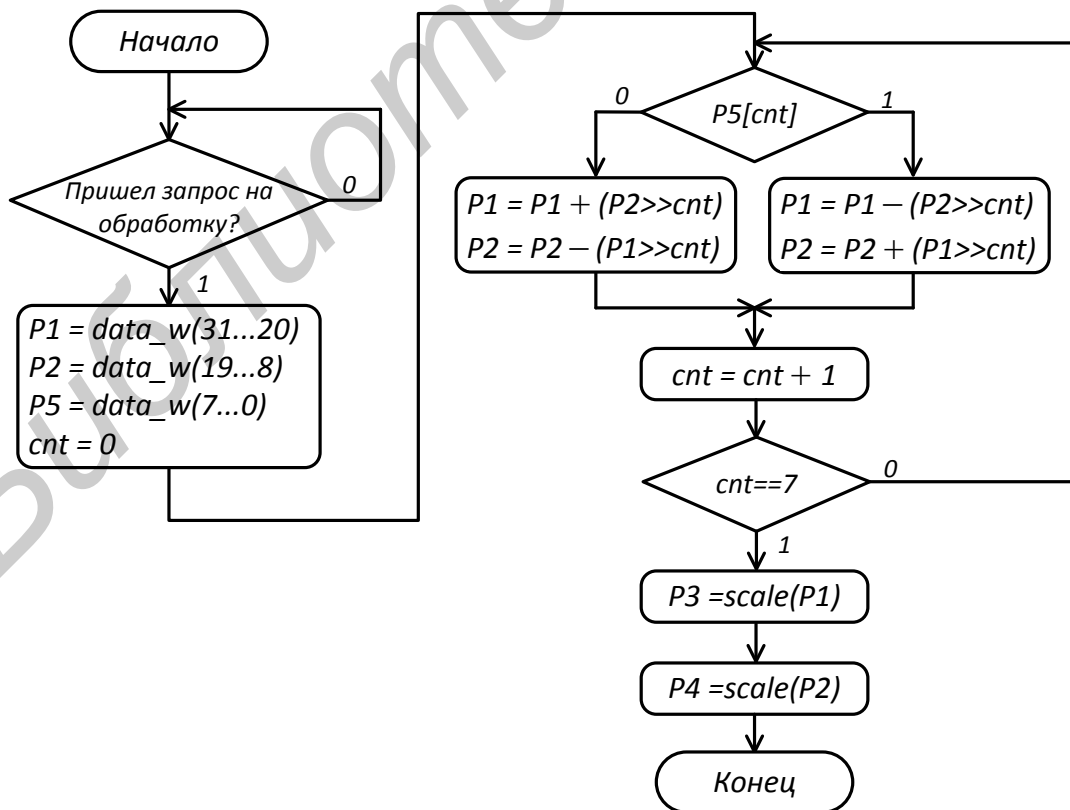 Начало
Пришел запрос на
обработку?
0
1
P1 = data_w(31...20)
P2 = data_w(19...8)
P5 = data_w(7...0)
cnt = 0
P5[cnt]
0
1
P1 = P1 + (P2>>cnt)
P2 = P2 − (P1>>cnt)
P1 = P1 − (P2>>cnt)
P2 = P2 + (P1>>cnt)
cnt = cnt + 1
cnt==7
0
1
P3 =scale(P1)
P4 =scale(P2)
Конец